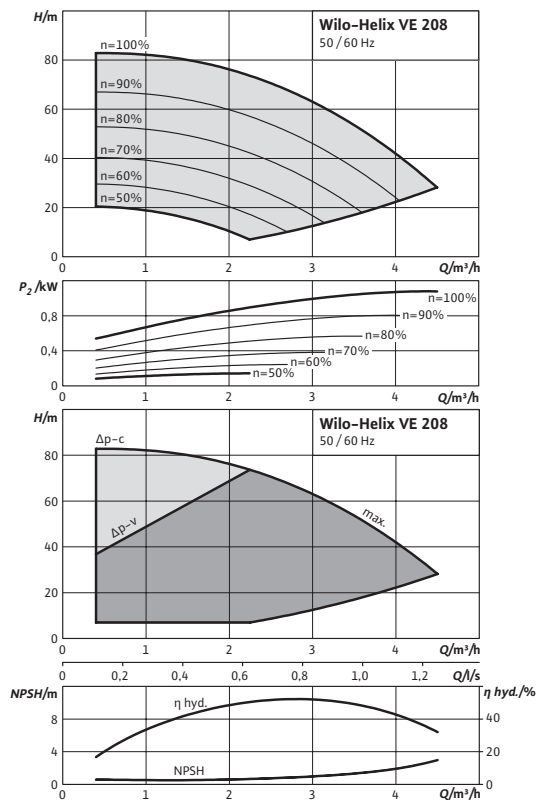 H/m
Wilo-Helix VE 208
50 / 60 Hz
n=100%
n=90%
n=80%
n=70%
n=60%
n=50%
80
60
40
20
0
0 1 2 3 4 Q/m³/h
P₂ /kW
0,8
0,4
0
n=100%
n=90%
n=80%
n=70%
n=60%
n=50%
0 1 2 3 4 Q/m³/h
H/m
Wilo-Helix VE 208
50 / 60 Hz
Δp-c
Δp-v
max.
80
60
40
20
0
0 1 2 3 4 Q/m³/h
0 0,2 0,4 0,6 0,8 1,0 1,2 Q/l/s
NPSH/m
η hyd./%
η hyd.
NPSH
8
4
0
40
20
0
0 1 2 3 4 Q/m³/h